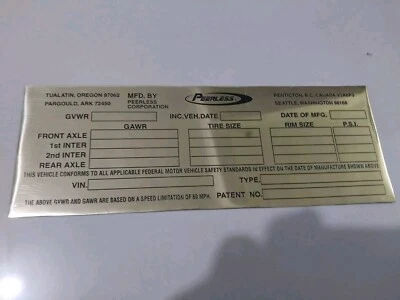 TUALATIN, OREGON 97062 MFD. BY PEERLESS PENTICTON, B.C. CANADA
PARGOULD, ARK 72450 PEERLESS CORPORATION SEATTLE, WASHINGTON 98168
GVWR INC.VEH.DATE DATE OF MFG.
GAWR TIRE SIZE RIM SIZE P.S.I.
FRONT AXLE
1st INTER
2nd INTER
REAR AXLE
THIS VEHICLE CONFORMS TO ALL APPLICABLE FEDERAL MOTOR VEHICLE SAFETY STANDARDS IN EFFECT ON THE DATE OF MANUFACTURE SHOWN ABOVE
VIN. TYPE.
THE ABOVE GVWR AND GAWR ARE BASED ON A SPEED LIMITATION OF 65 MPH. PATENT NO.